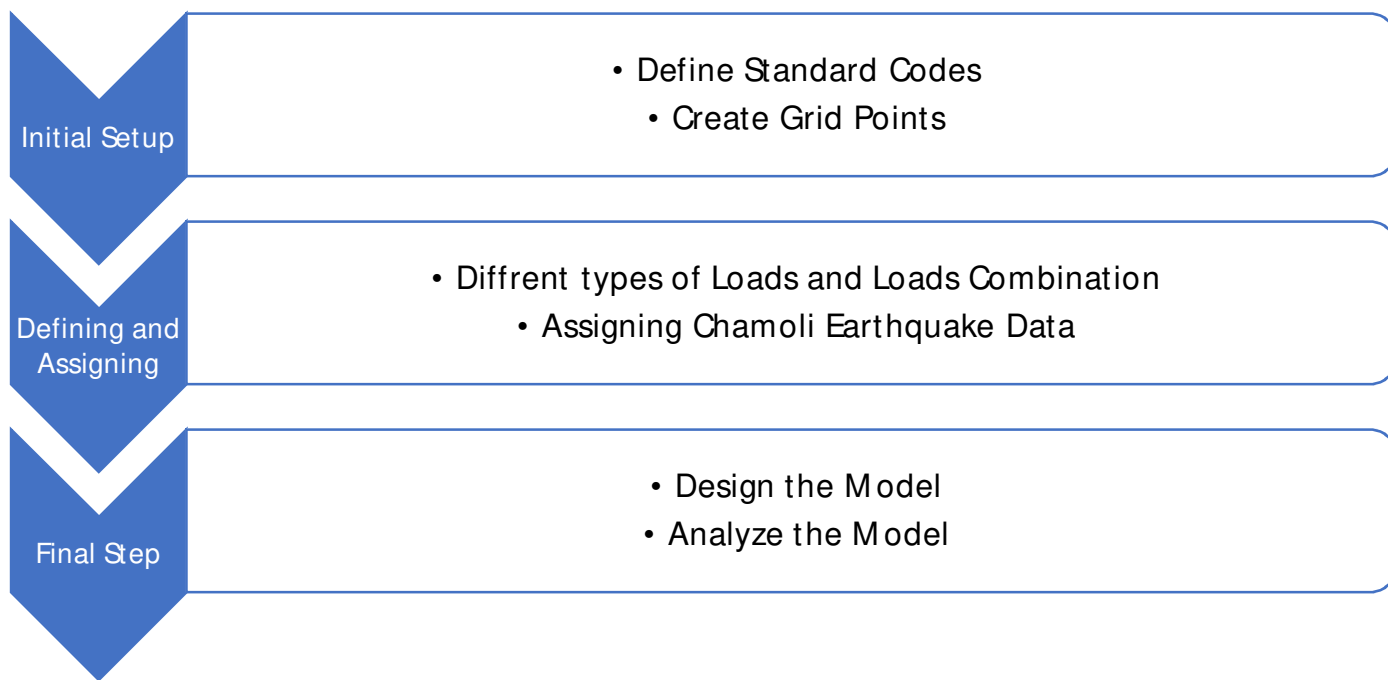 Initial Setup
• Define Standard Codes
• Create Grid Points
Defining and
Assigning
• Diffrent types of Loads and Loads Combination
• Assigning Chamoli Earthquake Data
Final Step
• Design the Model
• Analyze the Model